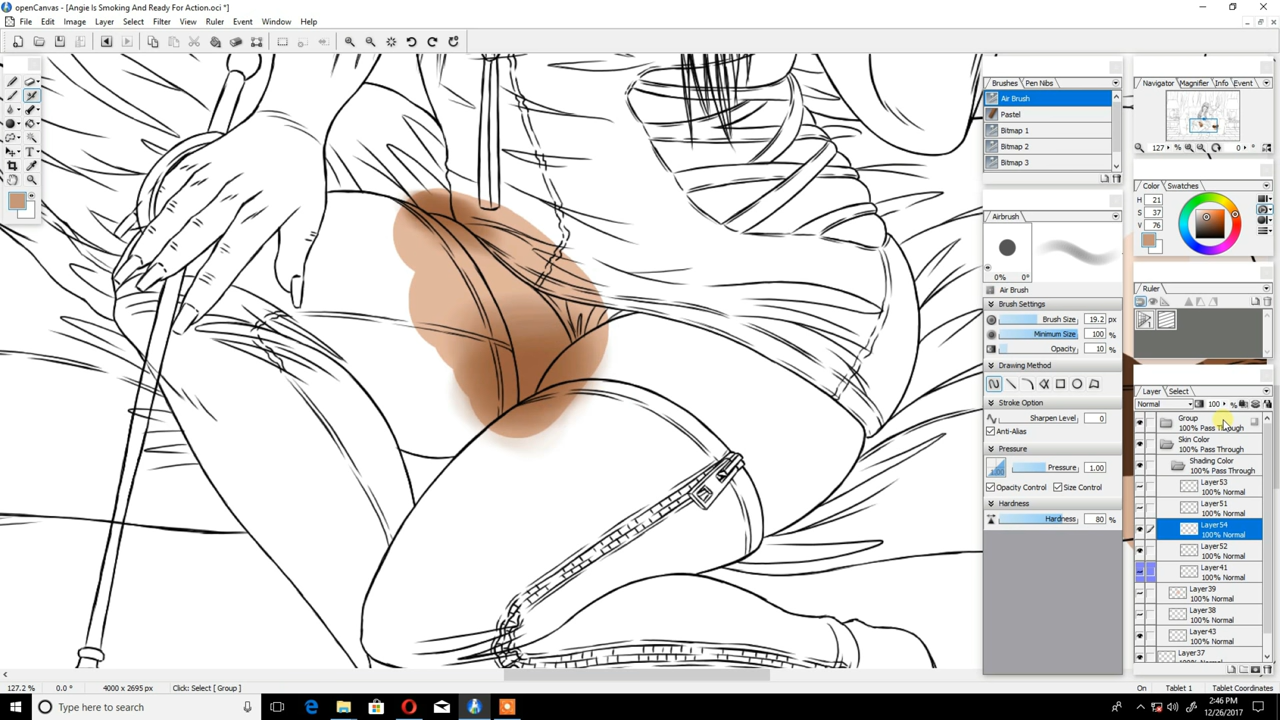 openCanvas - [Angie Is Smoking And Ready For Action.oci *]
File Edit Image Layer Select Filter View Ruler Event Window Help
Brushes Pen Nibs
Air Brush
Pastel
Bitmap 1
Bitmap 2
Bitmap 3
Airbrush
0% 0°
Air Brush
Brush Settings
Brush Size 19.2 px
Minimum Size 100 %
Opacity 10 %
Drawing Method
Stroke Option
Sharpen Level 0
Anti-Alias
Pressure
1.00 Pressure 1.00
Opacity Control Size Control
Hardness
Hardness 80 %
Navigator Magnifier Info Event
127 % 0 °
Color Swatches
H 21
S 37
V 76
Ruler
Layer Select
Normal 100 %
Group
100% Pass Through
Skin Color
100% Pass Through
Shading Color
100% Pass Through
Layer53
100% Normal
Layer51
100% Normal
Layer54
100% Normal
Layer52
100% Normal
Layer41
100% Normal
Layer39
100% Normal
Layer38
100% Normal
Layer43
100% Normal
Layer37
100% Normal
127.2 % 0.0 ° 4000 x 2695 px Click: Select [ Group ] On Tablet 1 Tablet Coordinates
Type here to search
2:46 PM
12/26/2017